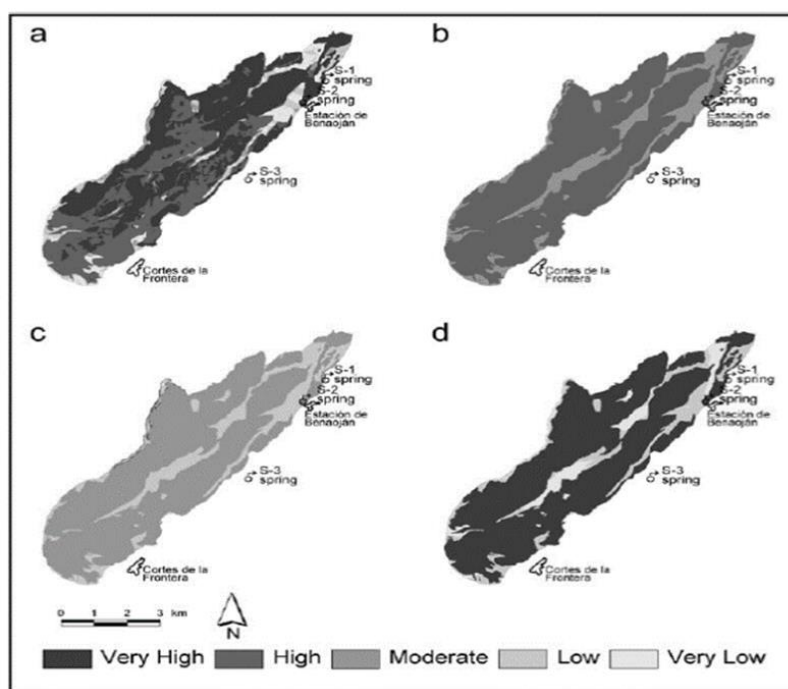 a
S-1
spring
S-2
spring
Estación de
Benaoján
S-3
spring
Cortes de la
Frontera
b
S-1
spring
S-2
spring
Estación de
Benaoján
S-3
spring
Cortes de la
Frontera
c
S-1
spring
S-2
spring
Estación de
Benaoján
S-3
spring
Cortes de la
Frontera
d
S-1
spring
S-2
spring
Estación de
Benaoján
S-3
spring
Cortes de la
Frontera
0 1 2 3 km
N
Very High High Moderate Low Very Low